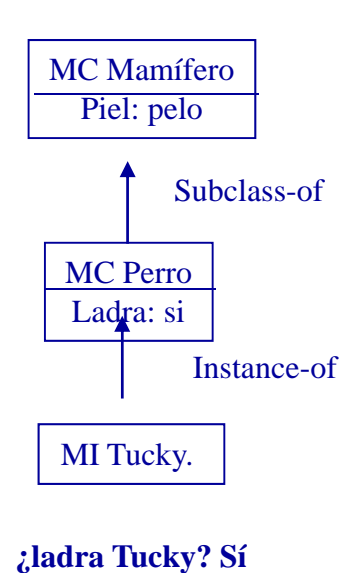 MC Mamífero
Piel: pelo
Subclass-of
MC Perro
Ladra: si
Instance-of
MI Tucky.
¿ladra Tucky? Sí